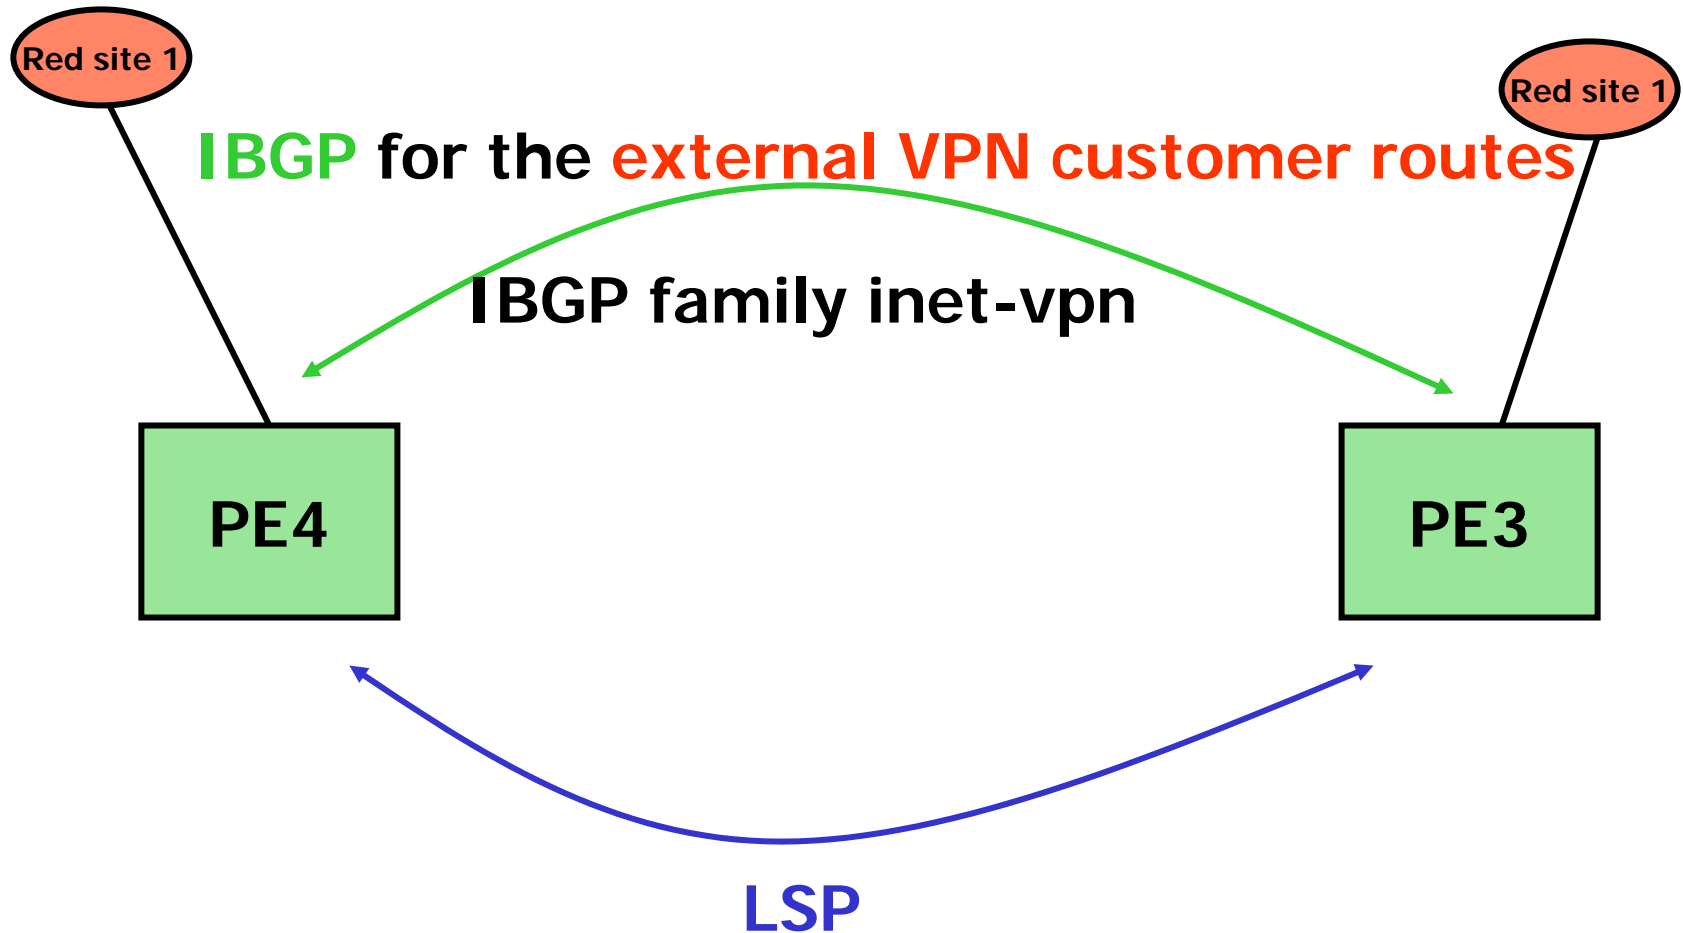 Red site 1
Red site 1
IBGP for the external VPN customer routes
IBGP family inet-vpn
PE4
PE3
LSP